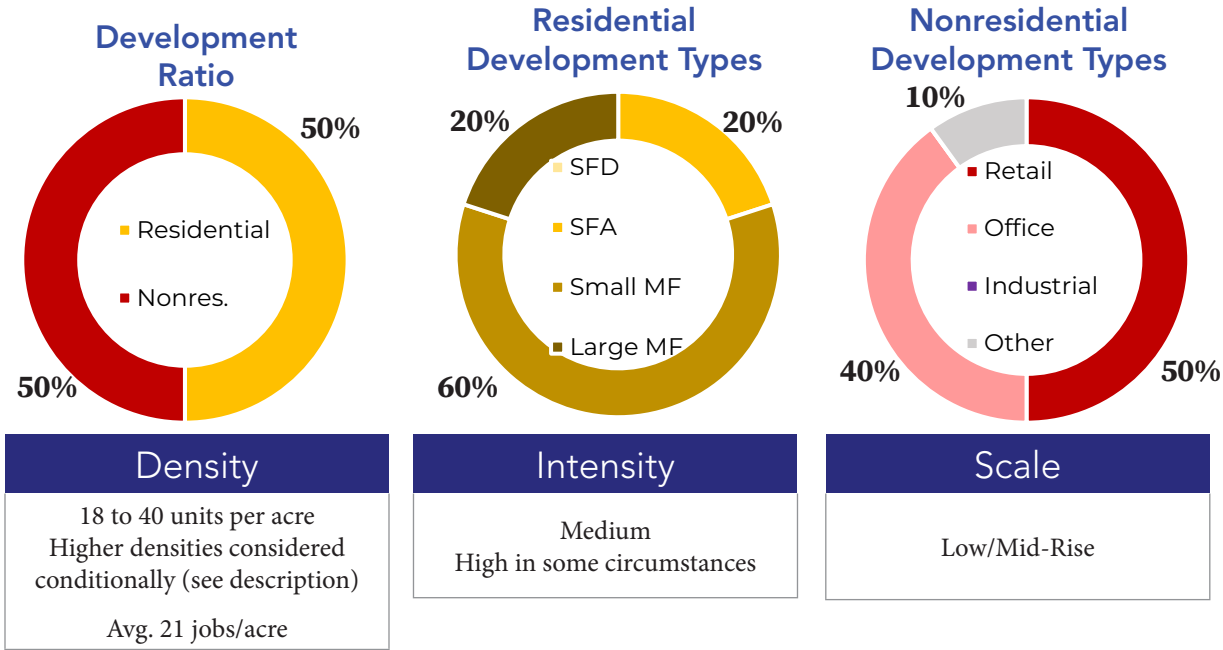 Development
Ratio
50%
Residential
Nonres.
50%
Residential
Development Types
20%
20%
SFD
SFA
Small MF
Large MF
60%
Nonresidential
Development Types
10%
Retail
Office
Industrial
Other
40%
50%
Density
18 to 40 units per acre
Higher densities considered
conditionally (see description)
Avg. 21 jobs/acre
Intensity
Medium
High in some circumstances
Scale
Low/Mid-Rise